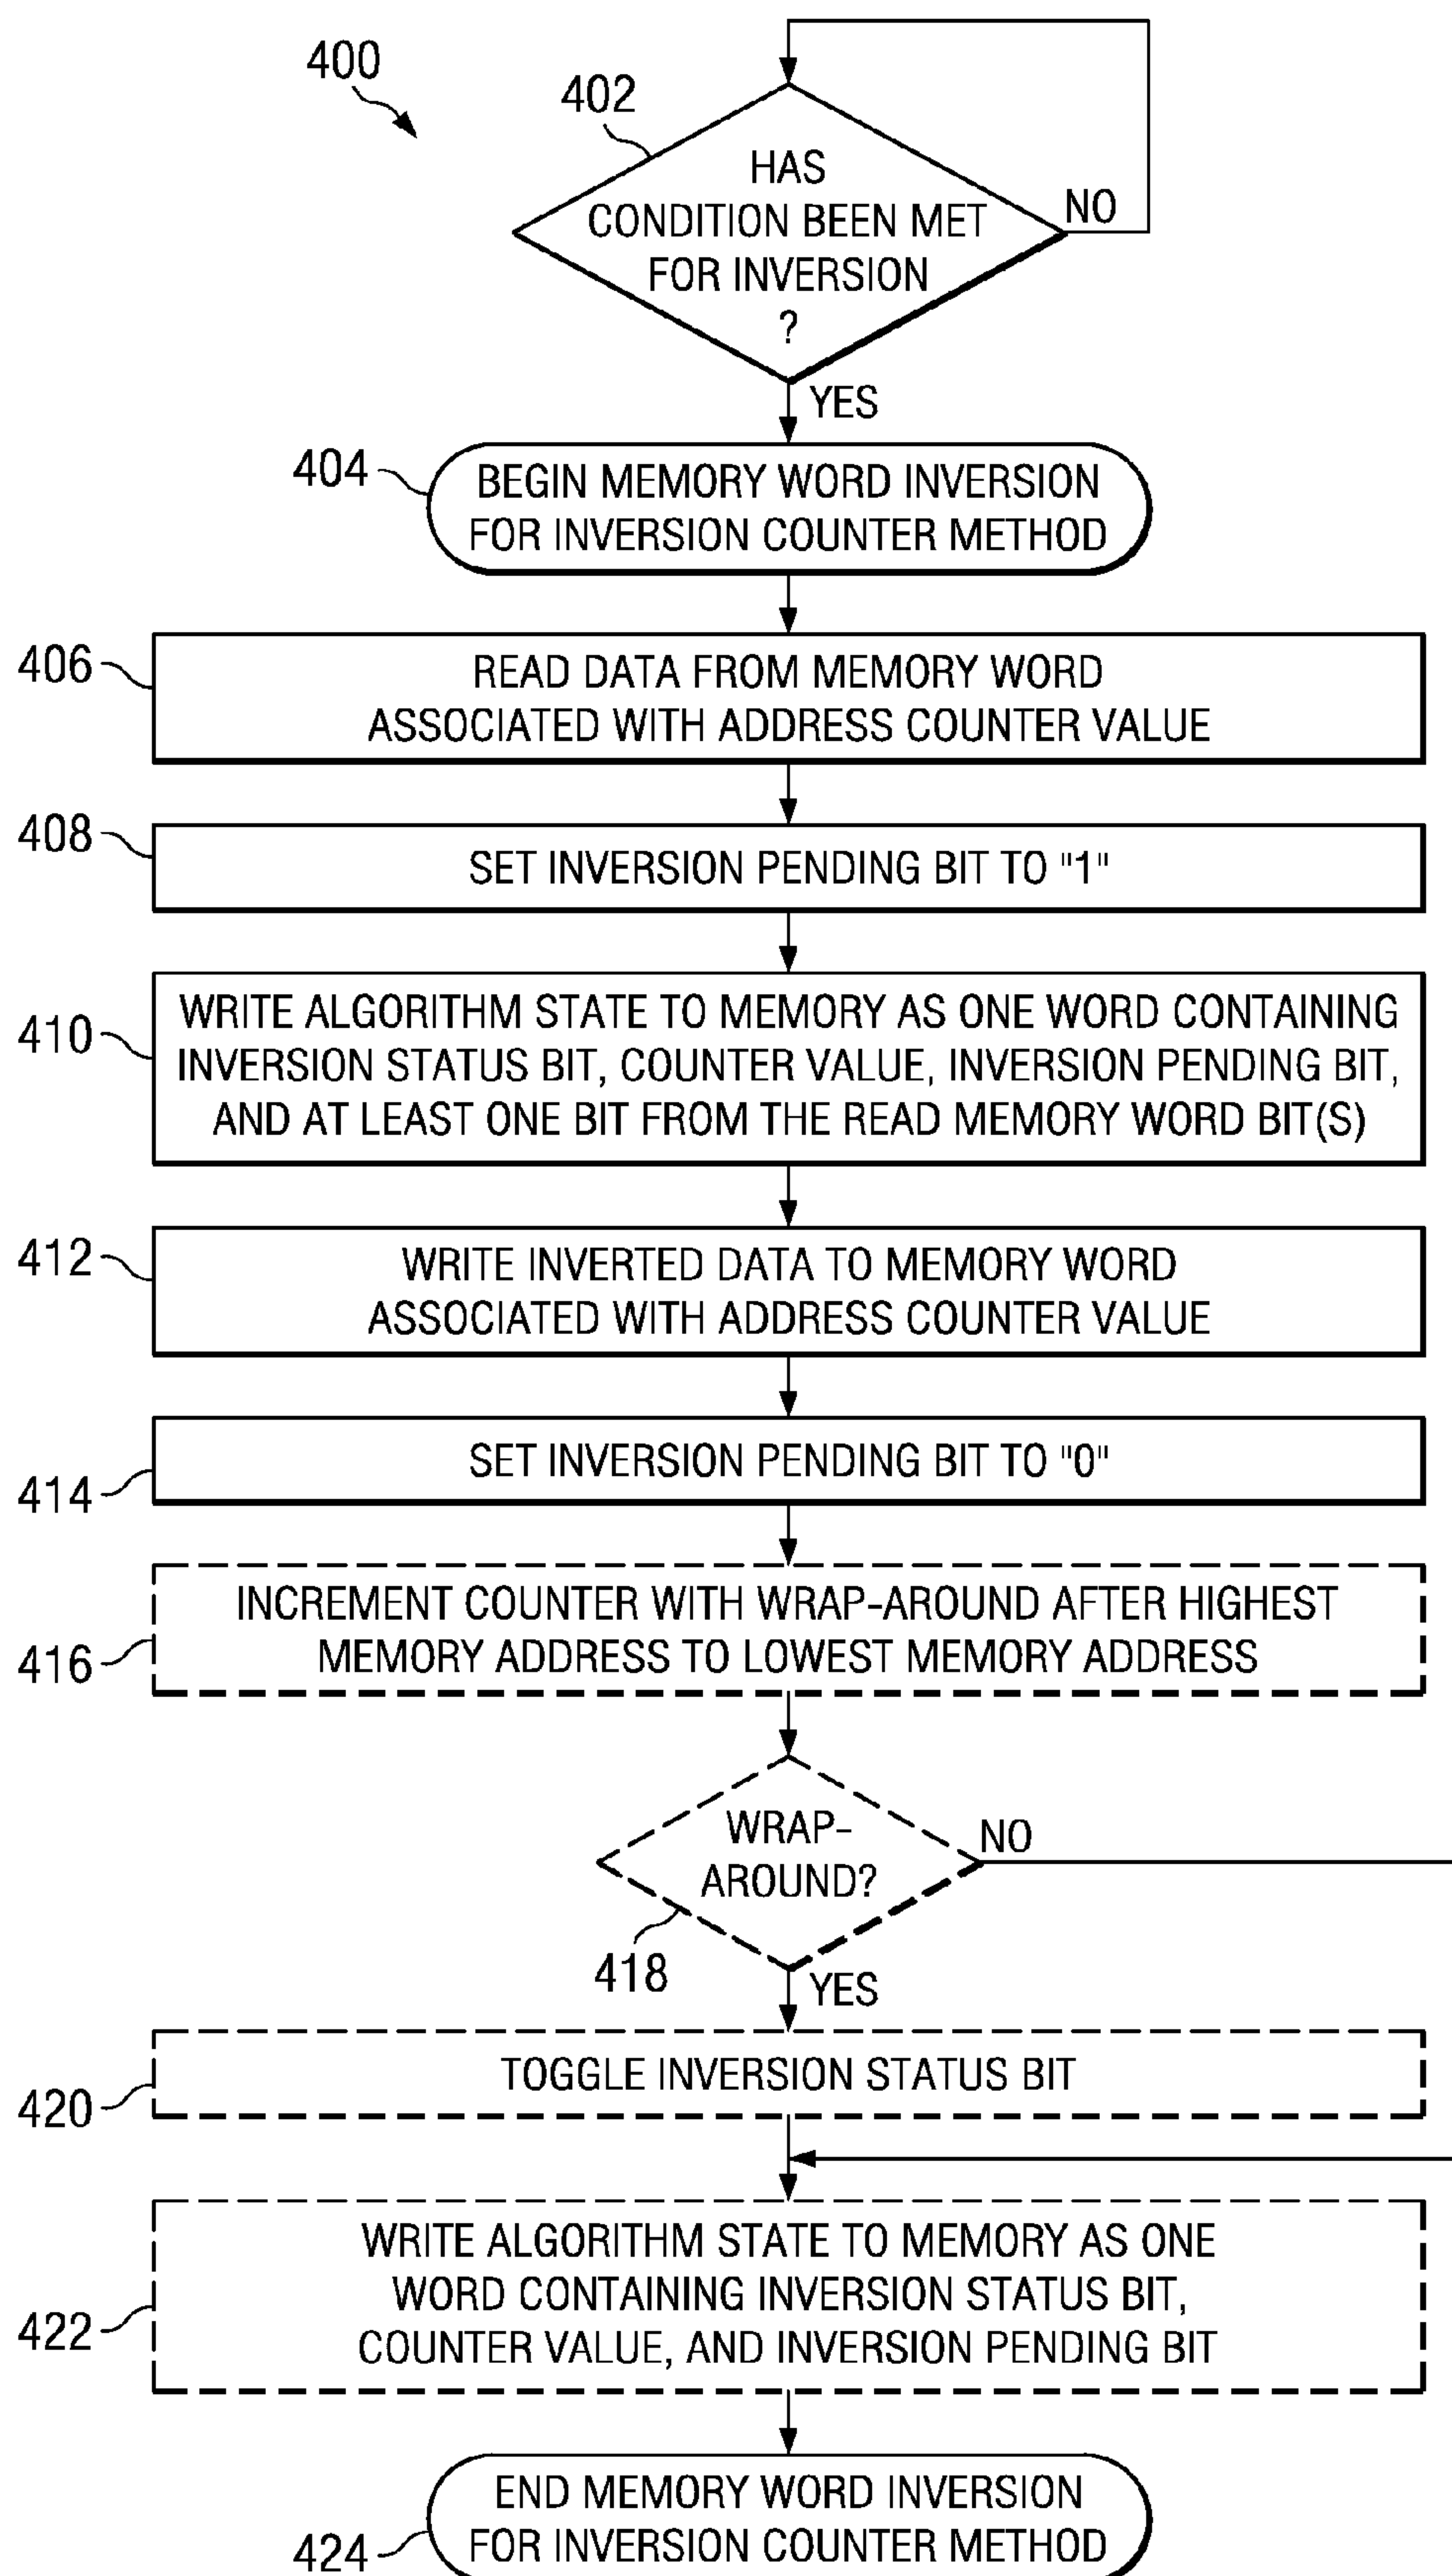 400
402
HAS
CONDITION BEEN MET
FOR INVERSION
?
NO
YES
404
BEGIN MEMORY WORD INVERSION
FOR INVERSION COUNTER METHOD
406
READ DATA FROM MEMORY WORD
ASSOCIATED WITH ADDRESS COUNTER VALUE
408
SET INVERSION PENDING BIT TO "1"
410
WRITE ALGORITHM STATE TO MEMORY AS ONE WORD CONTAINING
INVERSION STATUS BIT, COUNTER VALUE, INVERSION PENDING BIT,
AND AT LEAST ONE BIT FROM THE READ MEMORY WORD BIT(S)
412
WRITE INVERTED DATA TO MEMORY WORD
ASSOCIATED WITH ADDRESS COUNTER VALUE
414
SET INVERSION PENDING BIT TO "0"
416
INCREMENT COUNTER WITH WRAP-AROUND AFTER HIGHEST
MEMORY ADDRESS TO LOWEST MEMORY ADDRESS
WRAP-
AROUND?
NO
418
YES
420
TOGGLE INVERSION STATUS BIT
422
WRITE ALGORITHM STATE TO MEMORY AS ONE
WORD CONTAINING INVERSION STATUS BIT,
COUNTER VALUE, AND INVERSION PENDING BIT
424
END MEMORY WORD INVERSION
FOR INVERSION COUNTER METHOD